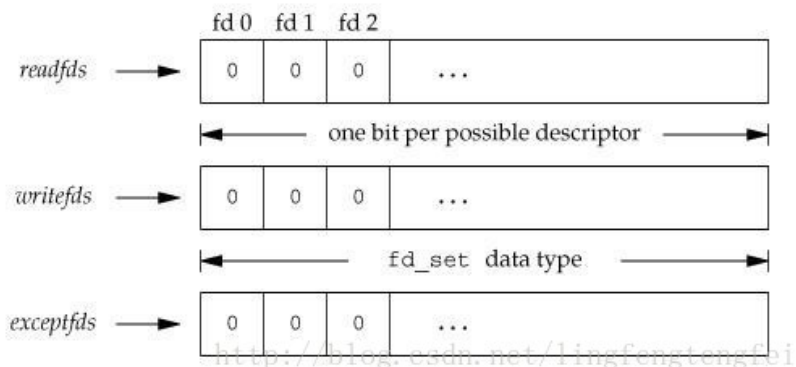 fd 0 fd 1 fd 2
readfds 0 0 0 ...
one bit per possible descriptor
writefds 0 0 0 ...
fd_set data type
exceptfds 0 0 0 ...
http://blog.csdn.net/lingfengtengfei